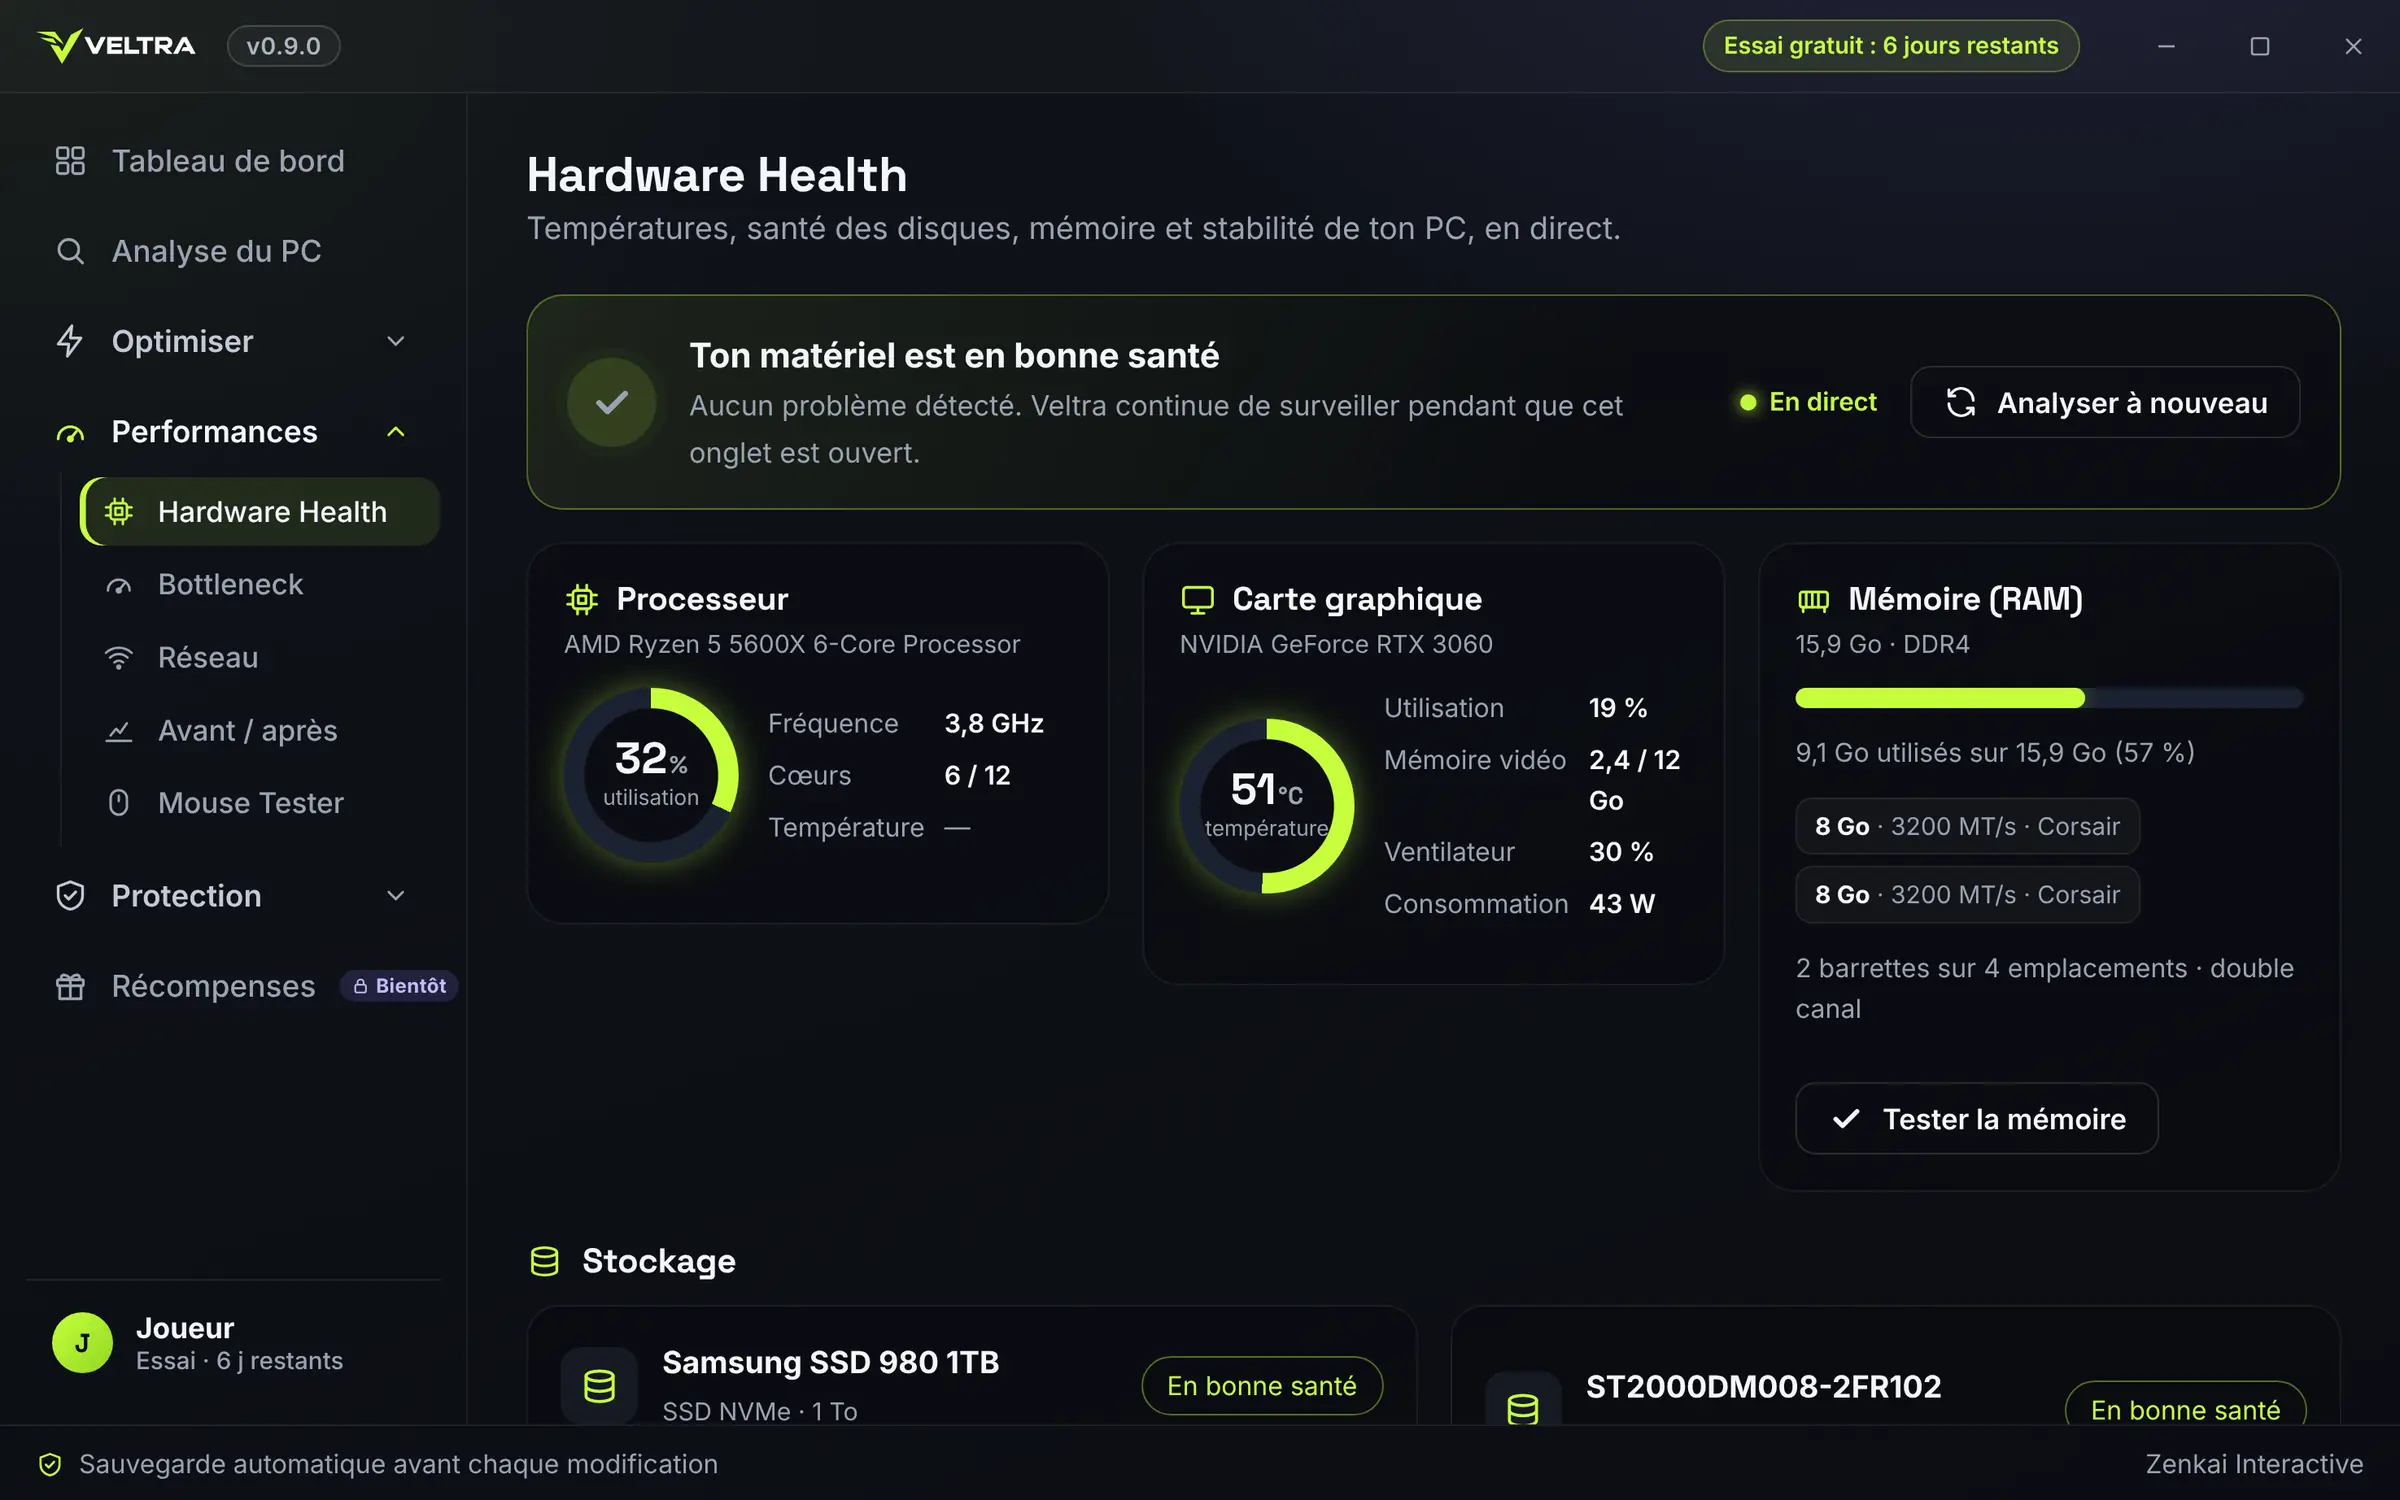 VELTRA
v0.9.0
Essai gratuit : 6 jours restants
Tableau de bord
Analyse du PC
Optimiser
Performances
Hardware Health
Bottleneck
Réseau
Avant / après
Mouse Tester
Protection
Récompenses
Bientôt
Joueur
Essai · 6 j restants
Hardware Health
Températures, santé des disques, mémoire et stabilité de ton PC, en direct.
Ton matériel est en bonne santé
Aucun problème détecté. Veltra continue de surveiller pendant que cet
onglet est ouvert.
En direct
Analyser à nouveau
Processeur
AMD Ryzen 5 5600X 6-Core Processor
32%
utilisation
Fréquence 3,8 GHz
Cœurs 6 / 12
Température —
Carte graphique
NVIDIA GeForce RTX 3060
51°C
température
Utilisation 19 %
Mémoire vidéo 2,4 / 12
Go
Ventilateur 30 %
Consommation 43 W
Mémoire (RAM)
15,9 Go · DDR4
9,1 Go utilisés sur 15,9 Go (57 %)
8 Go · 3200 MT/s · Corsair
8 Go · 3200 MT/s · Corsair
2 barrettes sur 4 emplacements · double
canal
Tester la mémoire
Stockage
Samsung SSD 980 1TB
SSD NVMe · 1 To
En bonne santé
ST2000DM008-2FR102
En bonne santé
Sauvegarde automatique avant chaque modification
Zenkai Interactive
J